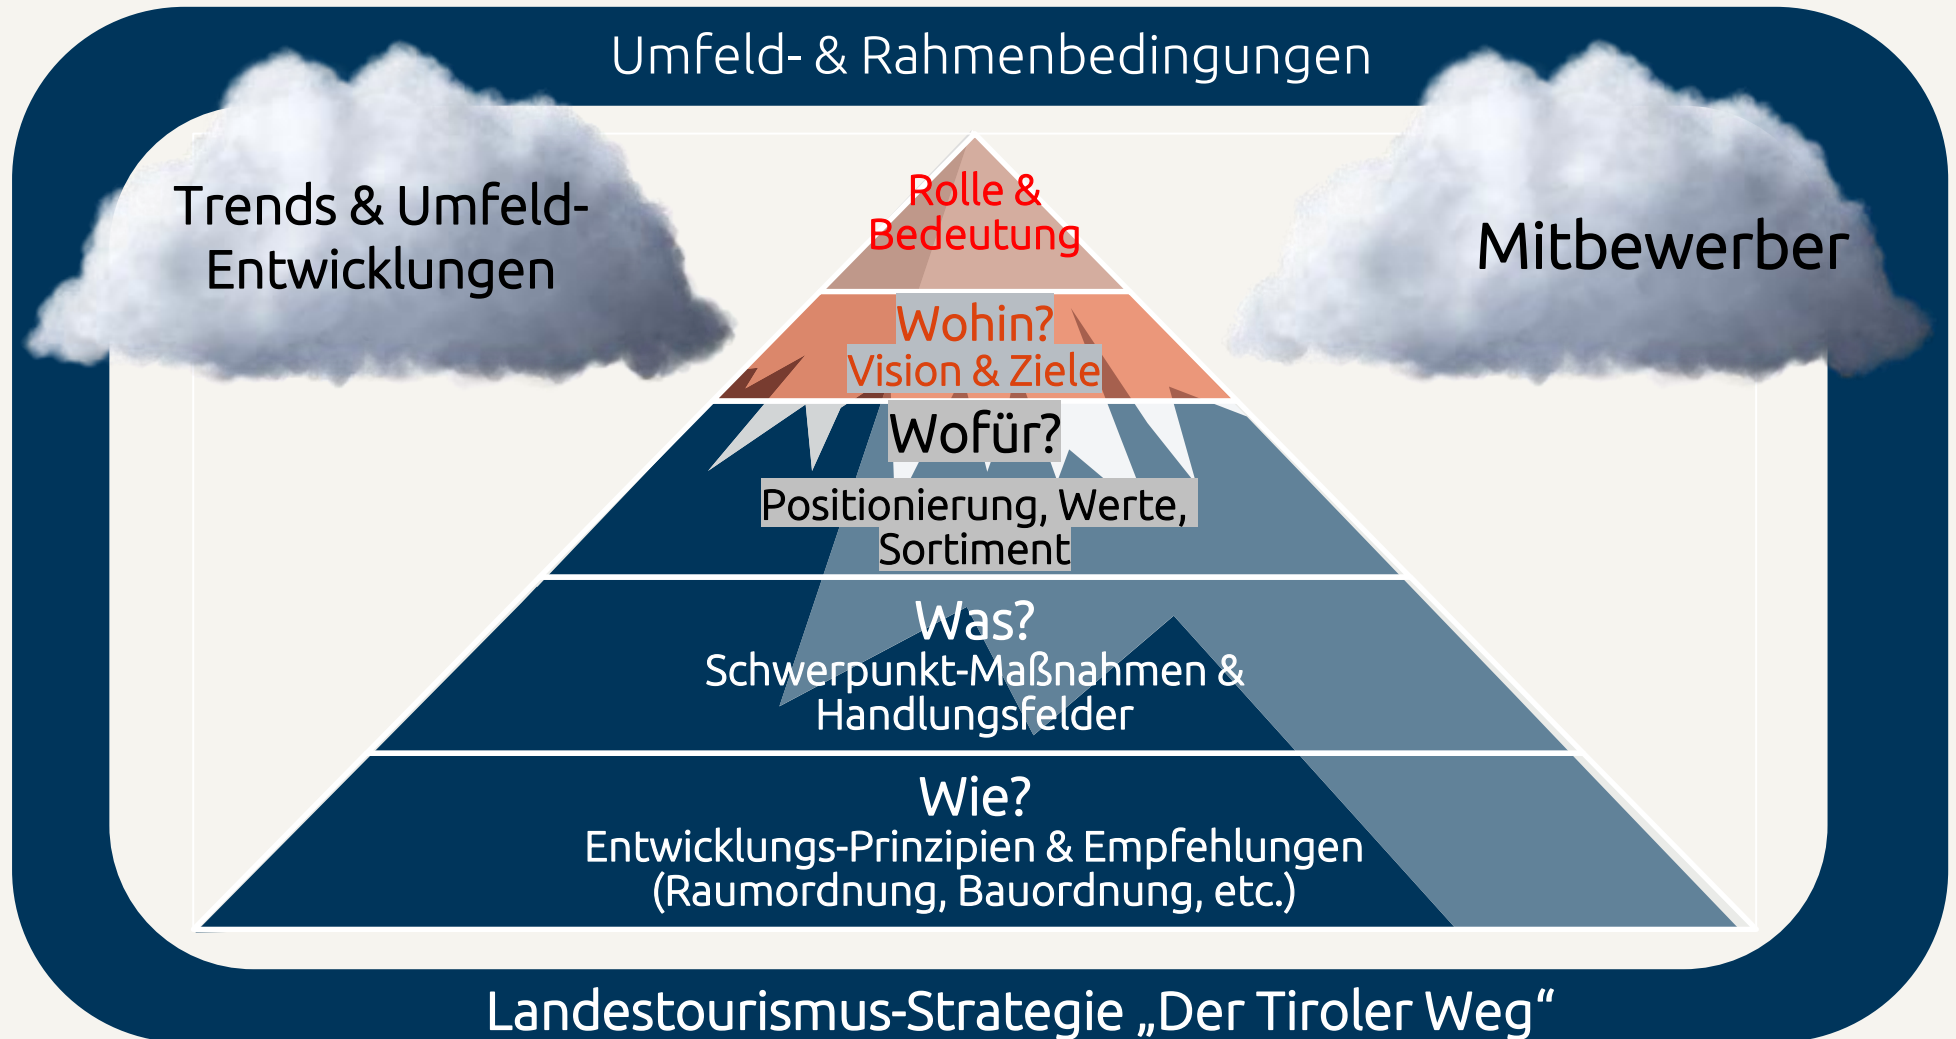 Umfeld- & Rahmenbedingungen
Trends & Umfeld-
Entwicklungen
Mitbewerber
Rolle &
Bedeutung
Wohin?
Vision & Ziele
Wofür?
Positionierung, Werte,
Sortiment
Was?
Schwerpunkt-Maßnahmen &
Handlungsfelder
Wie?
Entwicklungs-Prinzipien & Empfehlungen
(Raumordnung, Bauordnung, etc.)
Landestourismus-Strategie „Der Tiroler Weg“